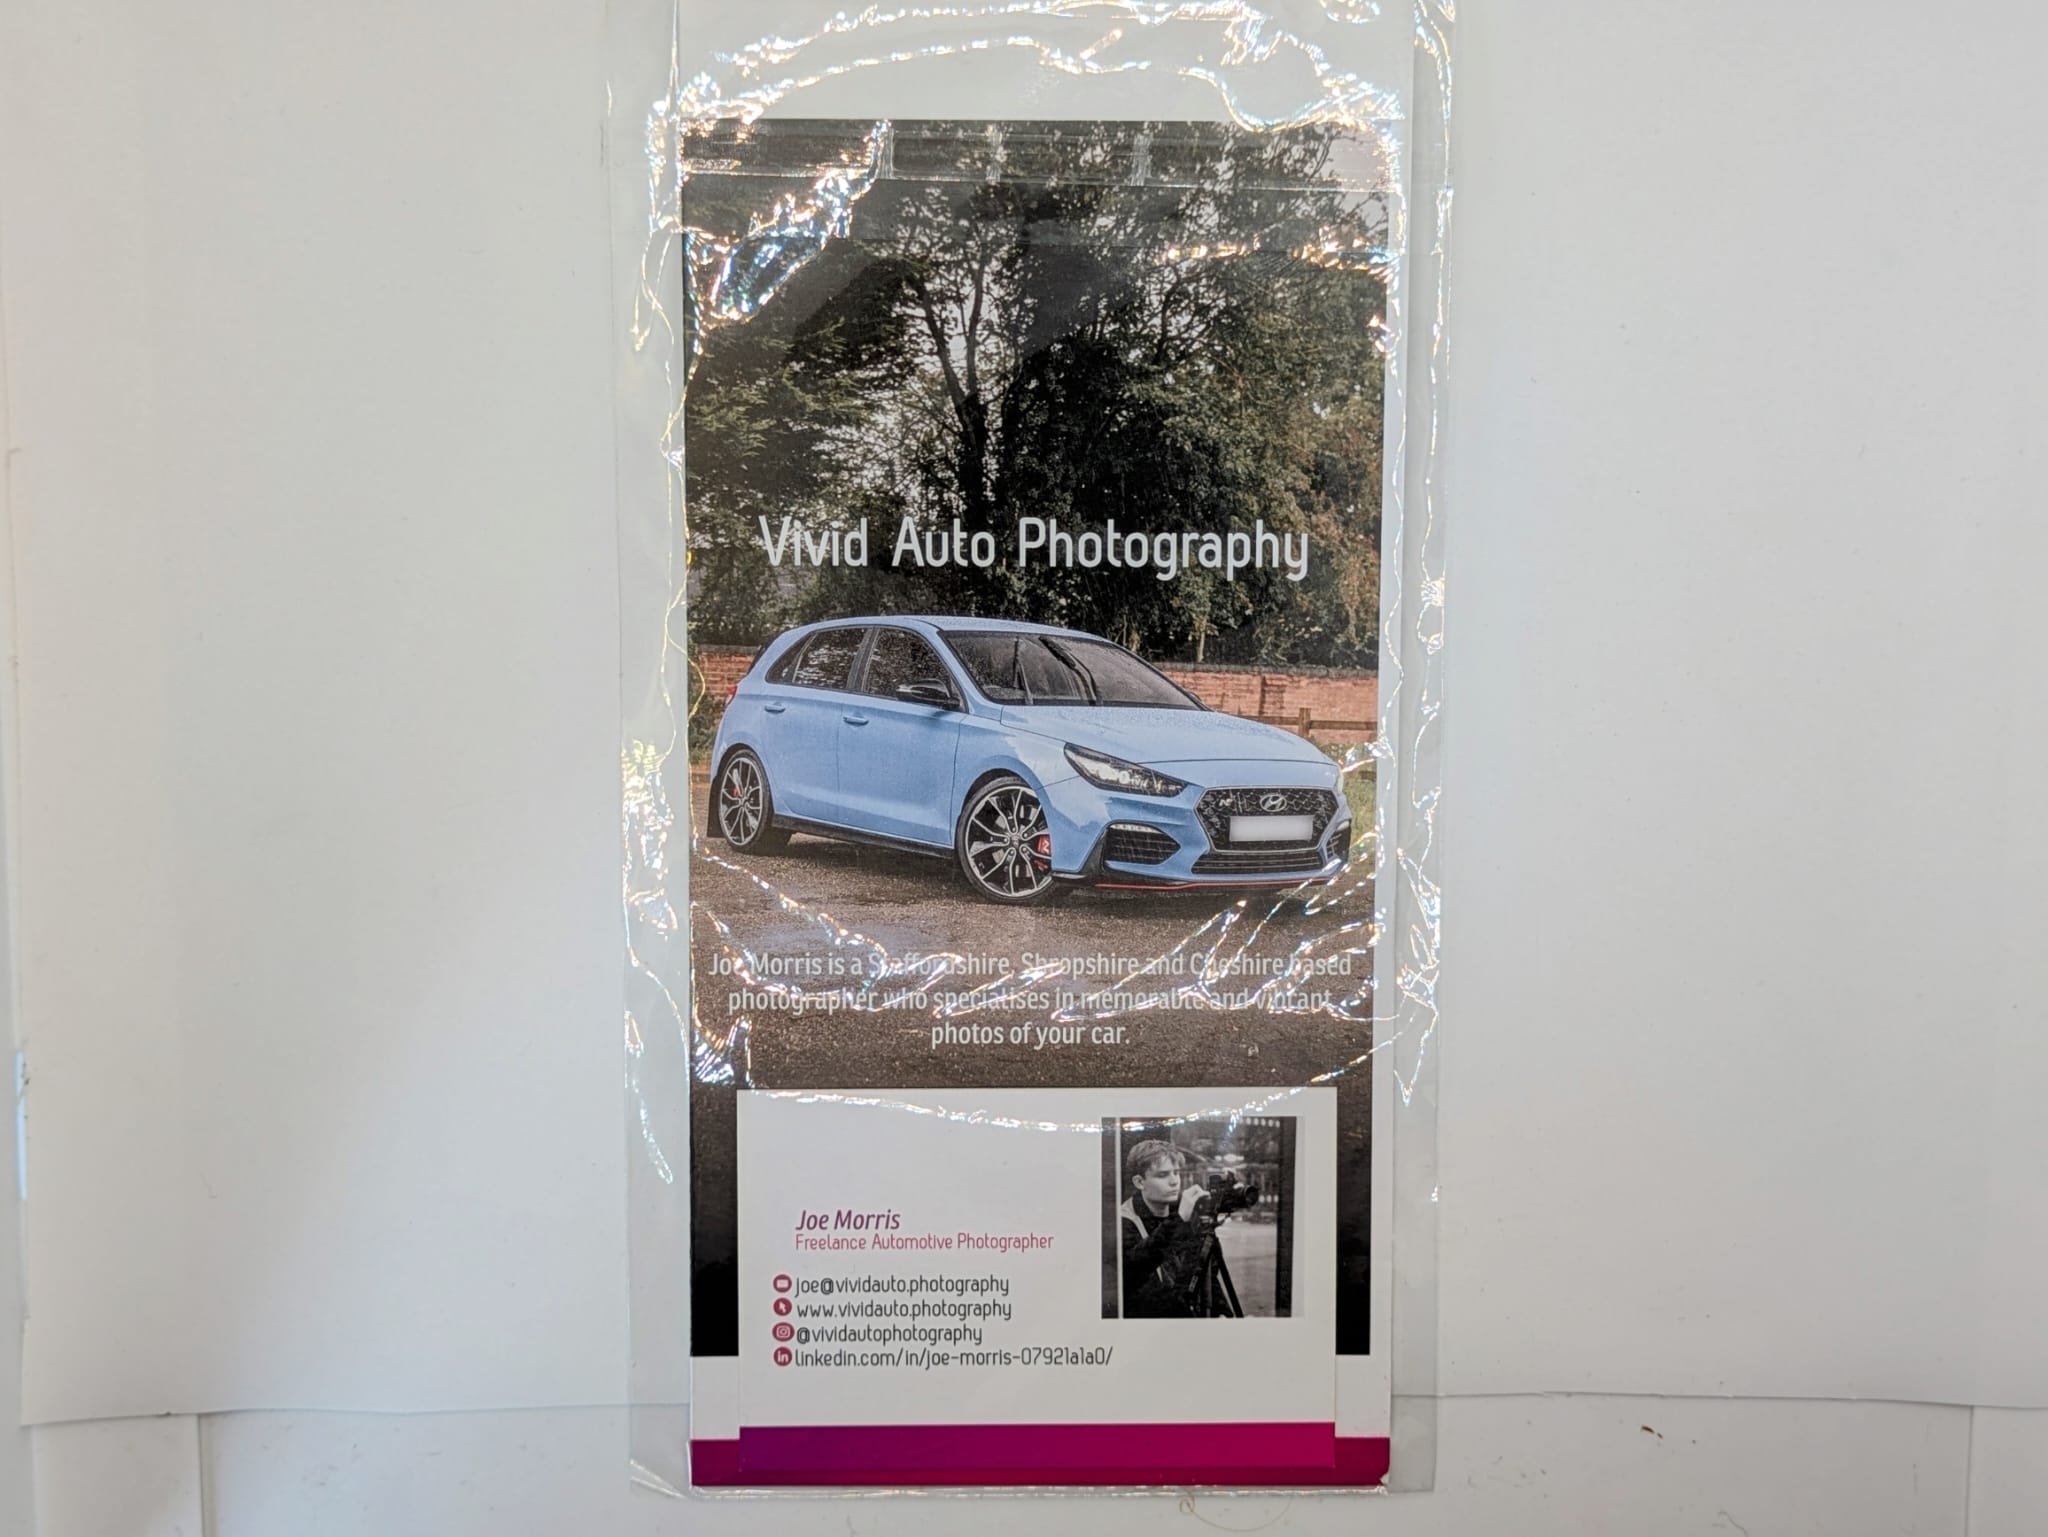 Vivid Auto Photography
Joe Morris is a Staffordshire, Shropshire and Cheshire based
photographer who specialises in memorable and vibrant
photos of your car.
Joe Morris
Freelance Automotive Photographer
joe@vividauto.photography
www.vividauto.photography
@vividautophotography
linkedin.com/in/joe-morris-07921a1a0/